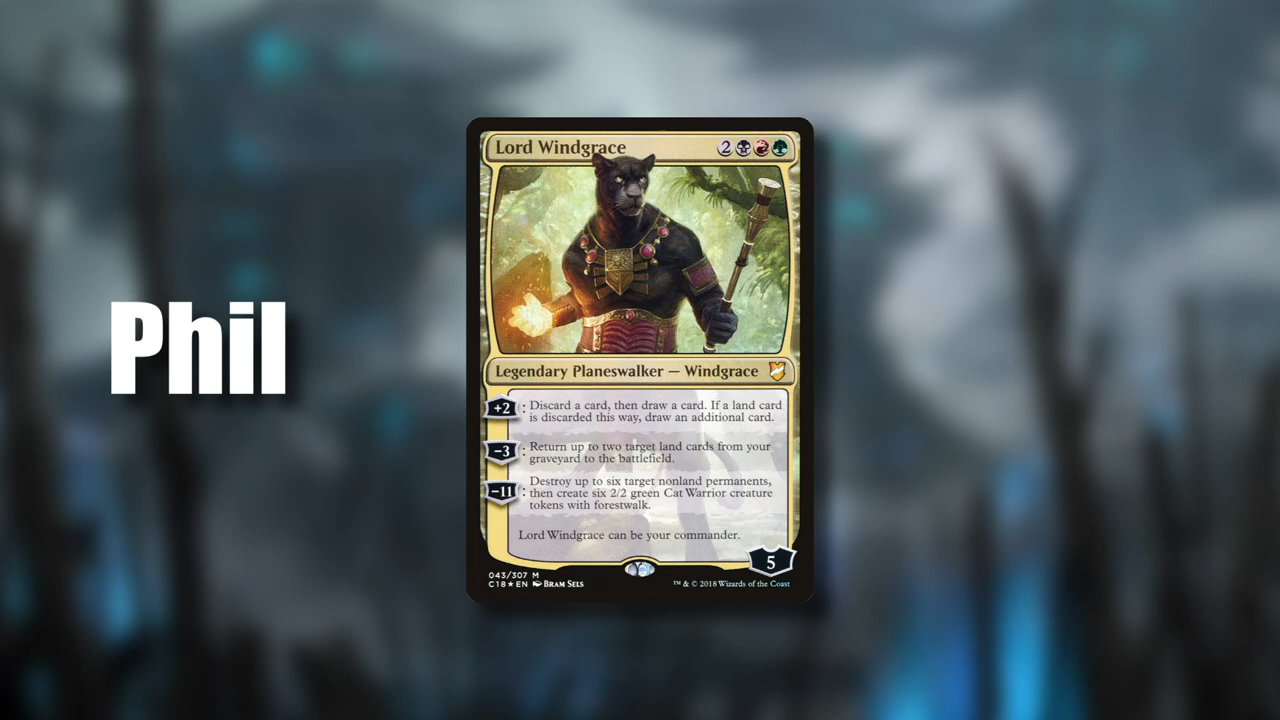 Phil
Lord Windgrace 2
Legendary Planeswalker — Windgrace
+2 : Discard a card, then draw a card. If a land card
is discarded this way, draw an additional card.
−3 : Return up to two target land cards from your
graveyard to the battlefield.
Destroy up to six target nonland permanents,
−11 : then create six 2/2 green Cat Warrior creature
tokens with forestwalk.
Lord Windgrace can be your commander.
5
043/307 M
C18 ★ EN Bram Sels ™ & © 2018 Wizards of the Coast